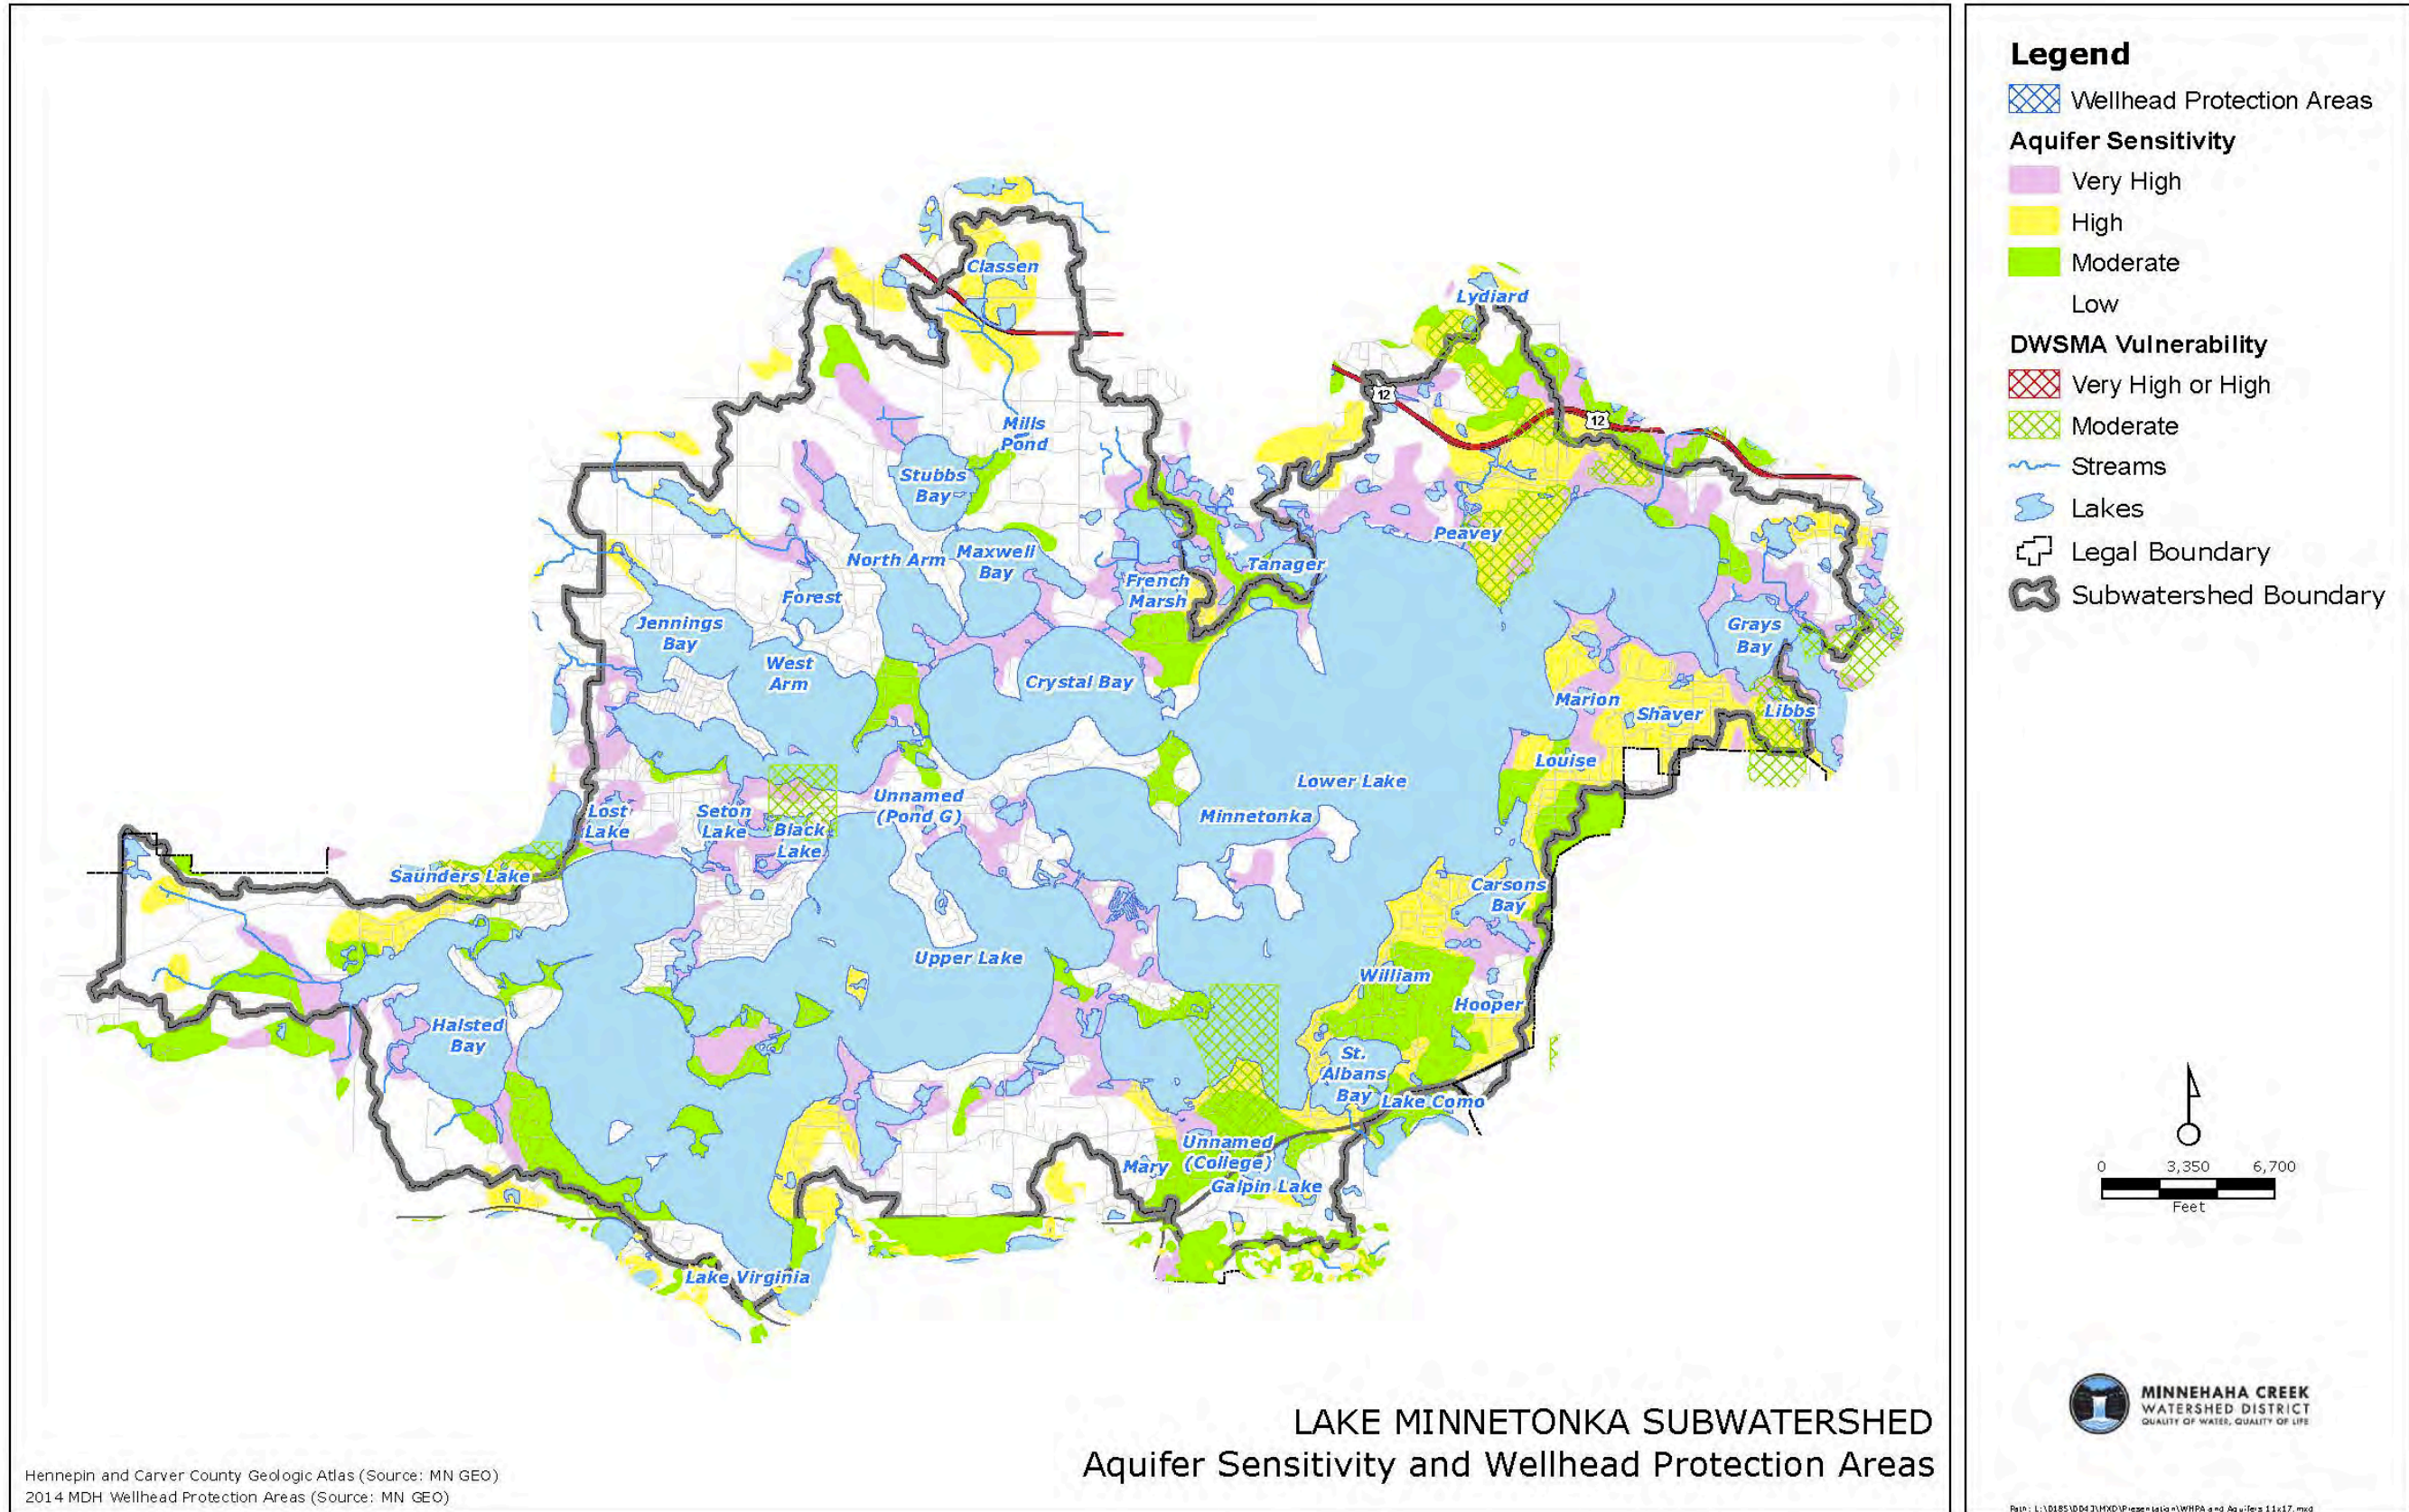 Legend
Wellhead Protection Areas
Aquifer Sensitivity
Very High
High
Moderate
Low
DWSMA Vulnerability
Very High or High
Moderate
Streams
Lakes
Legal Boundary
Subwatershed Boundary
Classen
Lydiard
12
12
Mills
Pond
Stubbs
Bay
Peavey
North Arm
Maxwell
Bay
Tanager
French
Marsh
Forest
Jennings
Bay
Grays
Bay
West
Arm
Crystal Bay
Marion
Shaver
Libbs
Louise
Lower Lake
Unnamed
(Pond G)
Minnetonka
Lost
Lake
Seton
Lake
Black
Lake
Saunders Lake
Carsons
Bay
Upper Lake
William
Hooper
Halsted
Bay
St.
Albans
Bay
Lake Como
Unnamed
(College)
Mary
Galpin Lake
Lake Virginia
0 3,350 6,700
Feet
MINNEHAHA CREEK
WATERSHED DISTRICT
QUALITY OF WATER, QUALITY OF LIFE
LAKE MINNETONKA SUBWATERSHED
Aquifer Sensitivity and Wellhead Protection Areas
Hennepin and Carver County Geologic Atlas (Source: MN GEO)
2014 MDH Wellhead Protection Areas (Source: MN GEO)